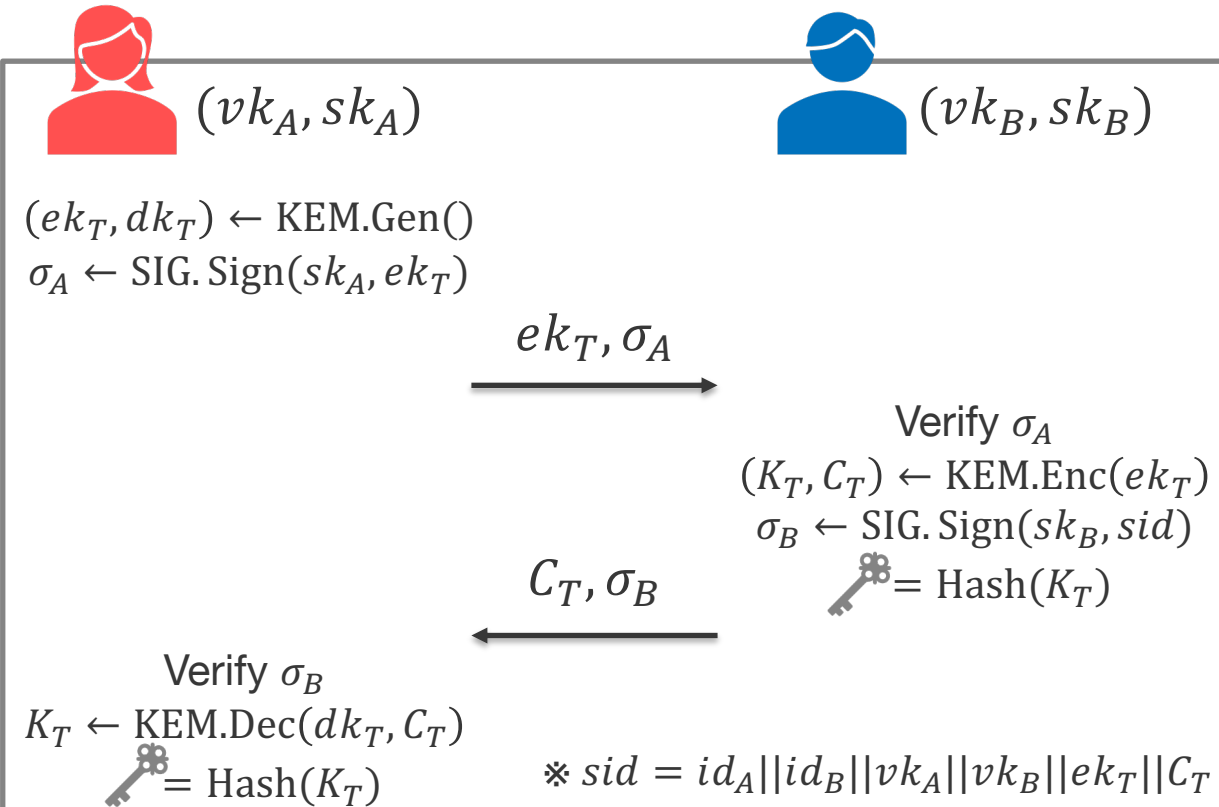 (vk_A, sk_A)
(vk_B, sk_B)
(ek_T, dk_T) ← KEM.Gen()
σ_A ← SIG. Sign(sk_A, ek_T)
ek_T, σ_A
Verify σ_A
(K_T, C_T) ← KEM.Enc(ek_T)
σ_B ← SIG. Sign(sk_B, sid)
= Hash(K_T)
C_T, σ_B
Verify σ_B
K_T ← KEM.Dec(dk_T, C_T)
= Hash(K_T)
※ sid = id_A||id_B||vk_A||vk_B||ek_T||C_T